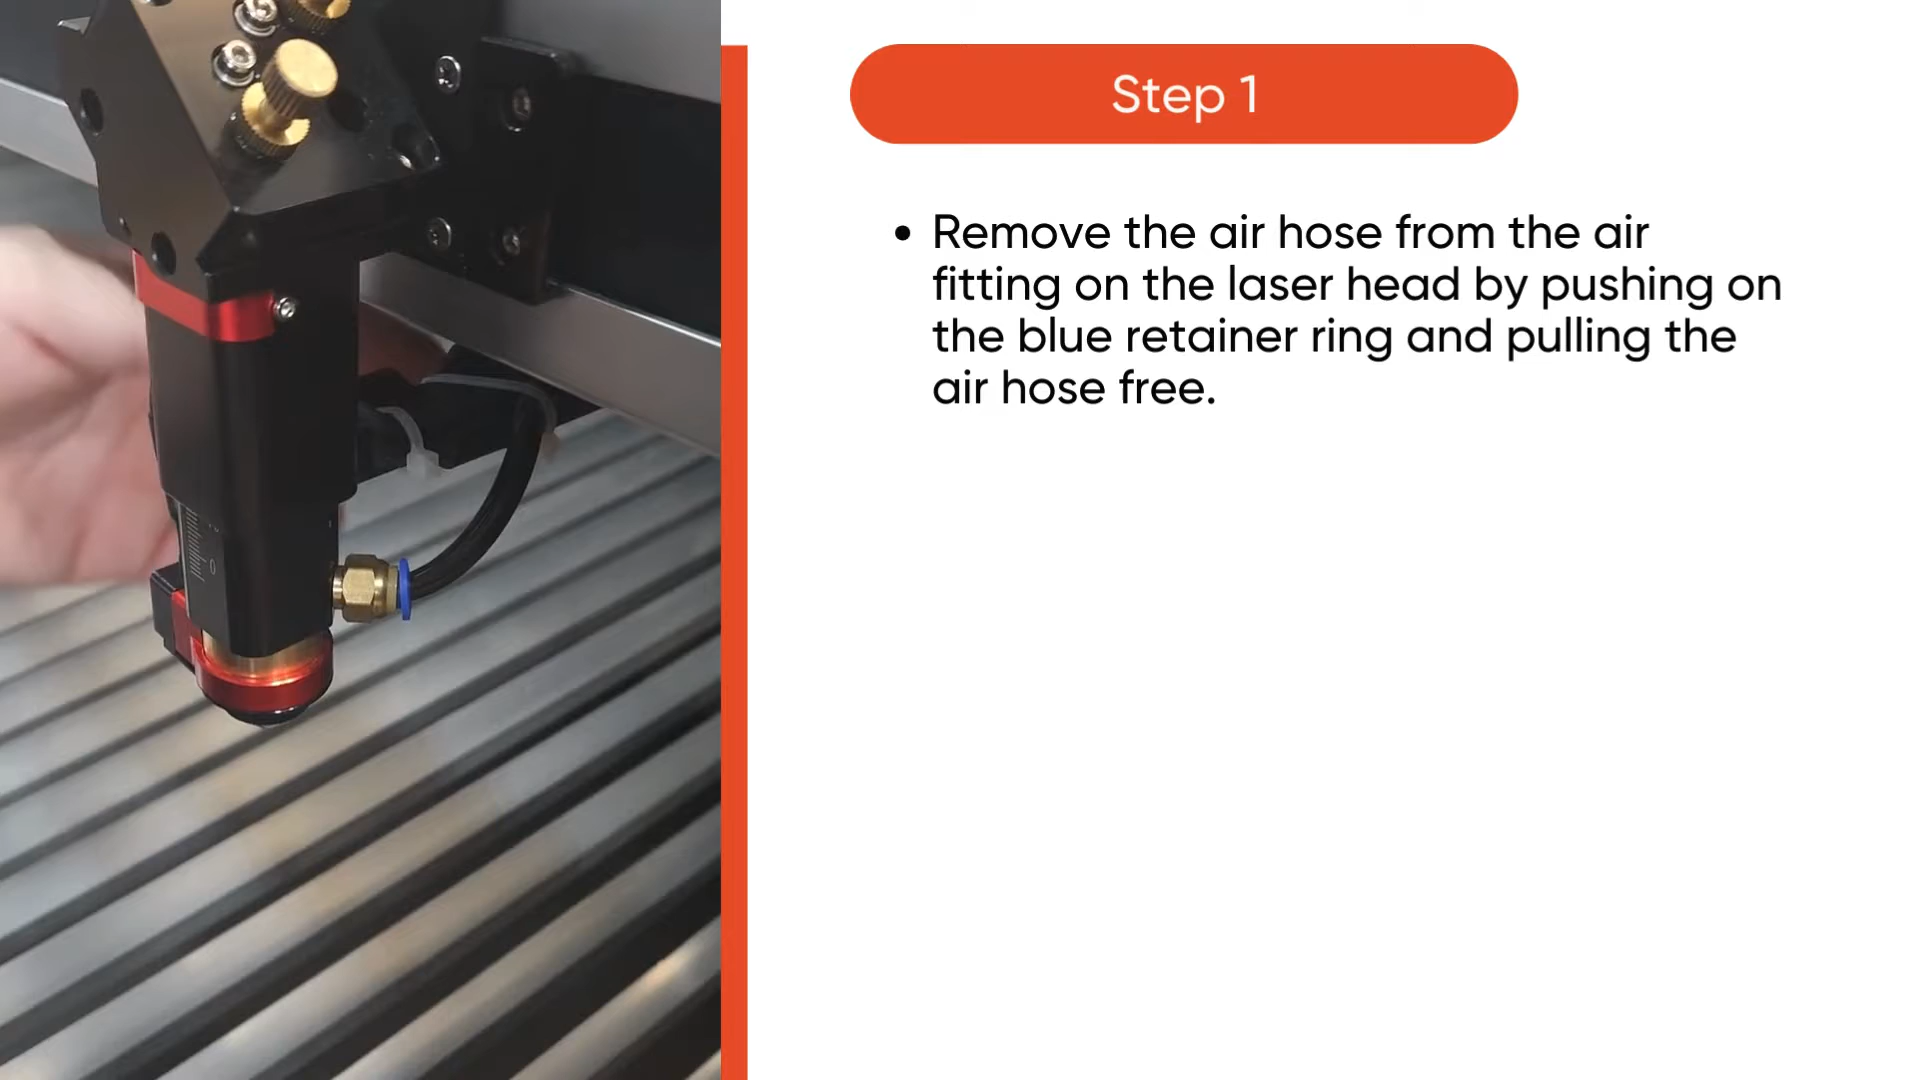 Step 1
• Remove the air hose from the air
fitting on the laser head by pushing on
the blue retainer ring and pulling the
air hose free.
0